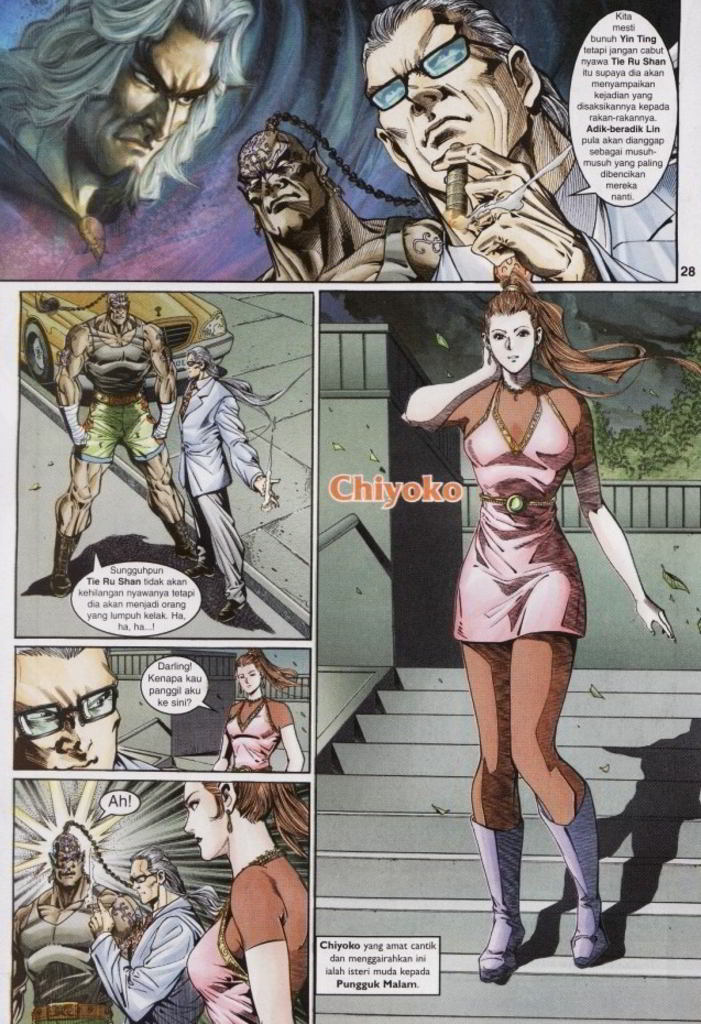 Kita
mesti
bunuh Yin Ting
tetapi jangan cabut
nyawa Tie Ru Shan
itu supaya dia akan
menyampaikan
kejadian yang
disaksikannya kepada
rakan-rakannya.
Adik-beradik Lin
pula akan dianggap
sebagai musuh-
musuh yang paling
dibencikan
mereka
nanti.
28
Sungguhpun
Tie Ru Shan tidak akan
kehilangan nyawanya tetapi
dia akan menjadi orang
yang lumpuh kelak. Ha,
ha, ha...!
Chiyoko
Darling!
Kenapa kau
panggil aku
ke sini?
Ah!
Chiyoko yang amat cantik
dan menggairahkan ini
ialah isteri muda kepada
Pungguk Malam.